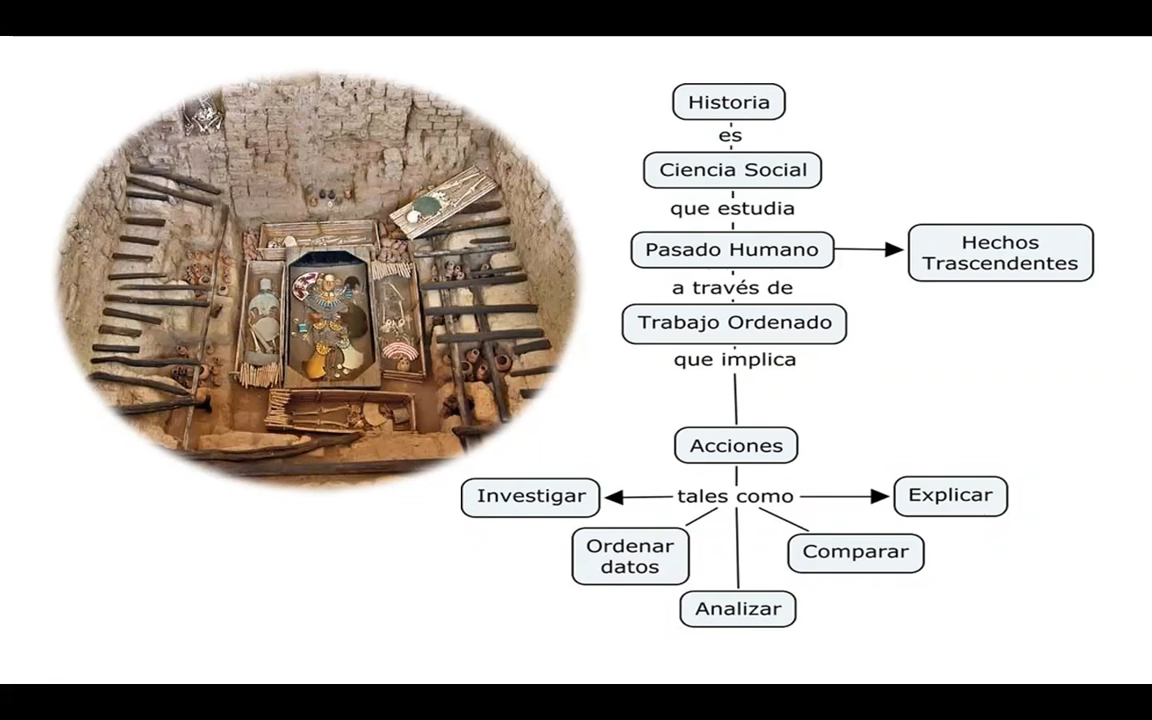 Historia
es
Ciencia Social
que estudia
Pasado Humano
Hechos
Trascendentes
a través de
Trabajo Ordenado
que implica
Acciones
tales como
Investigar
Ordenar
datos
Analizar
Comparar
Explicar